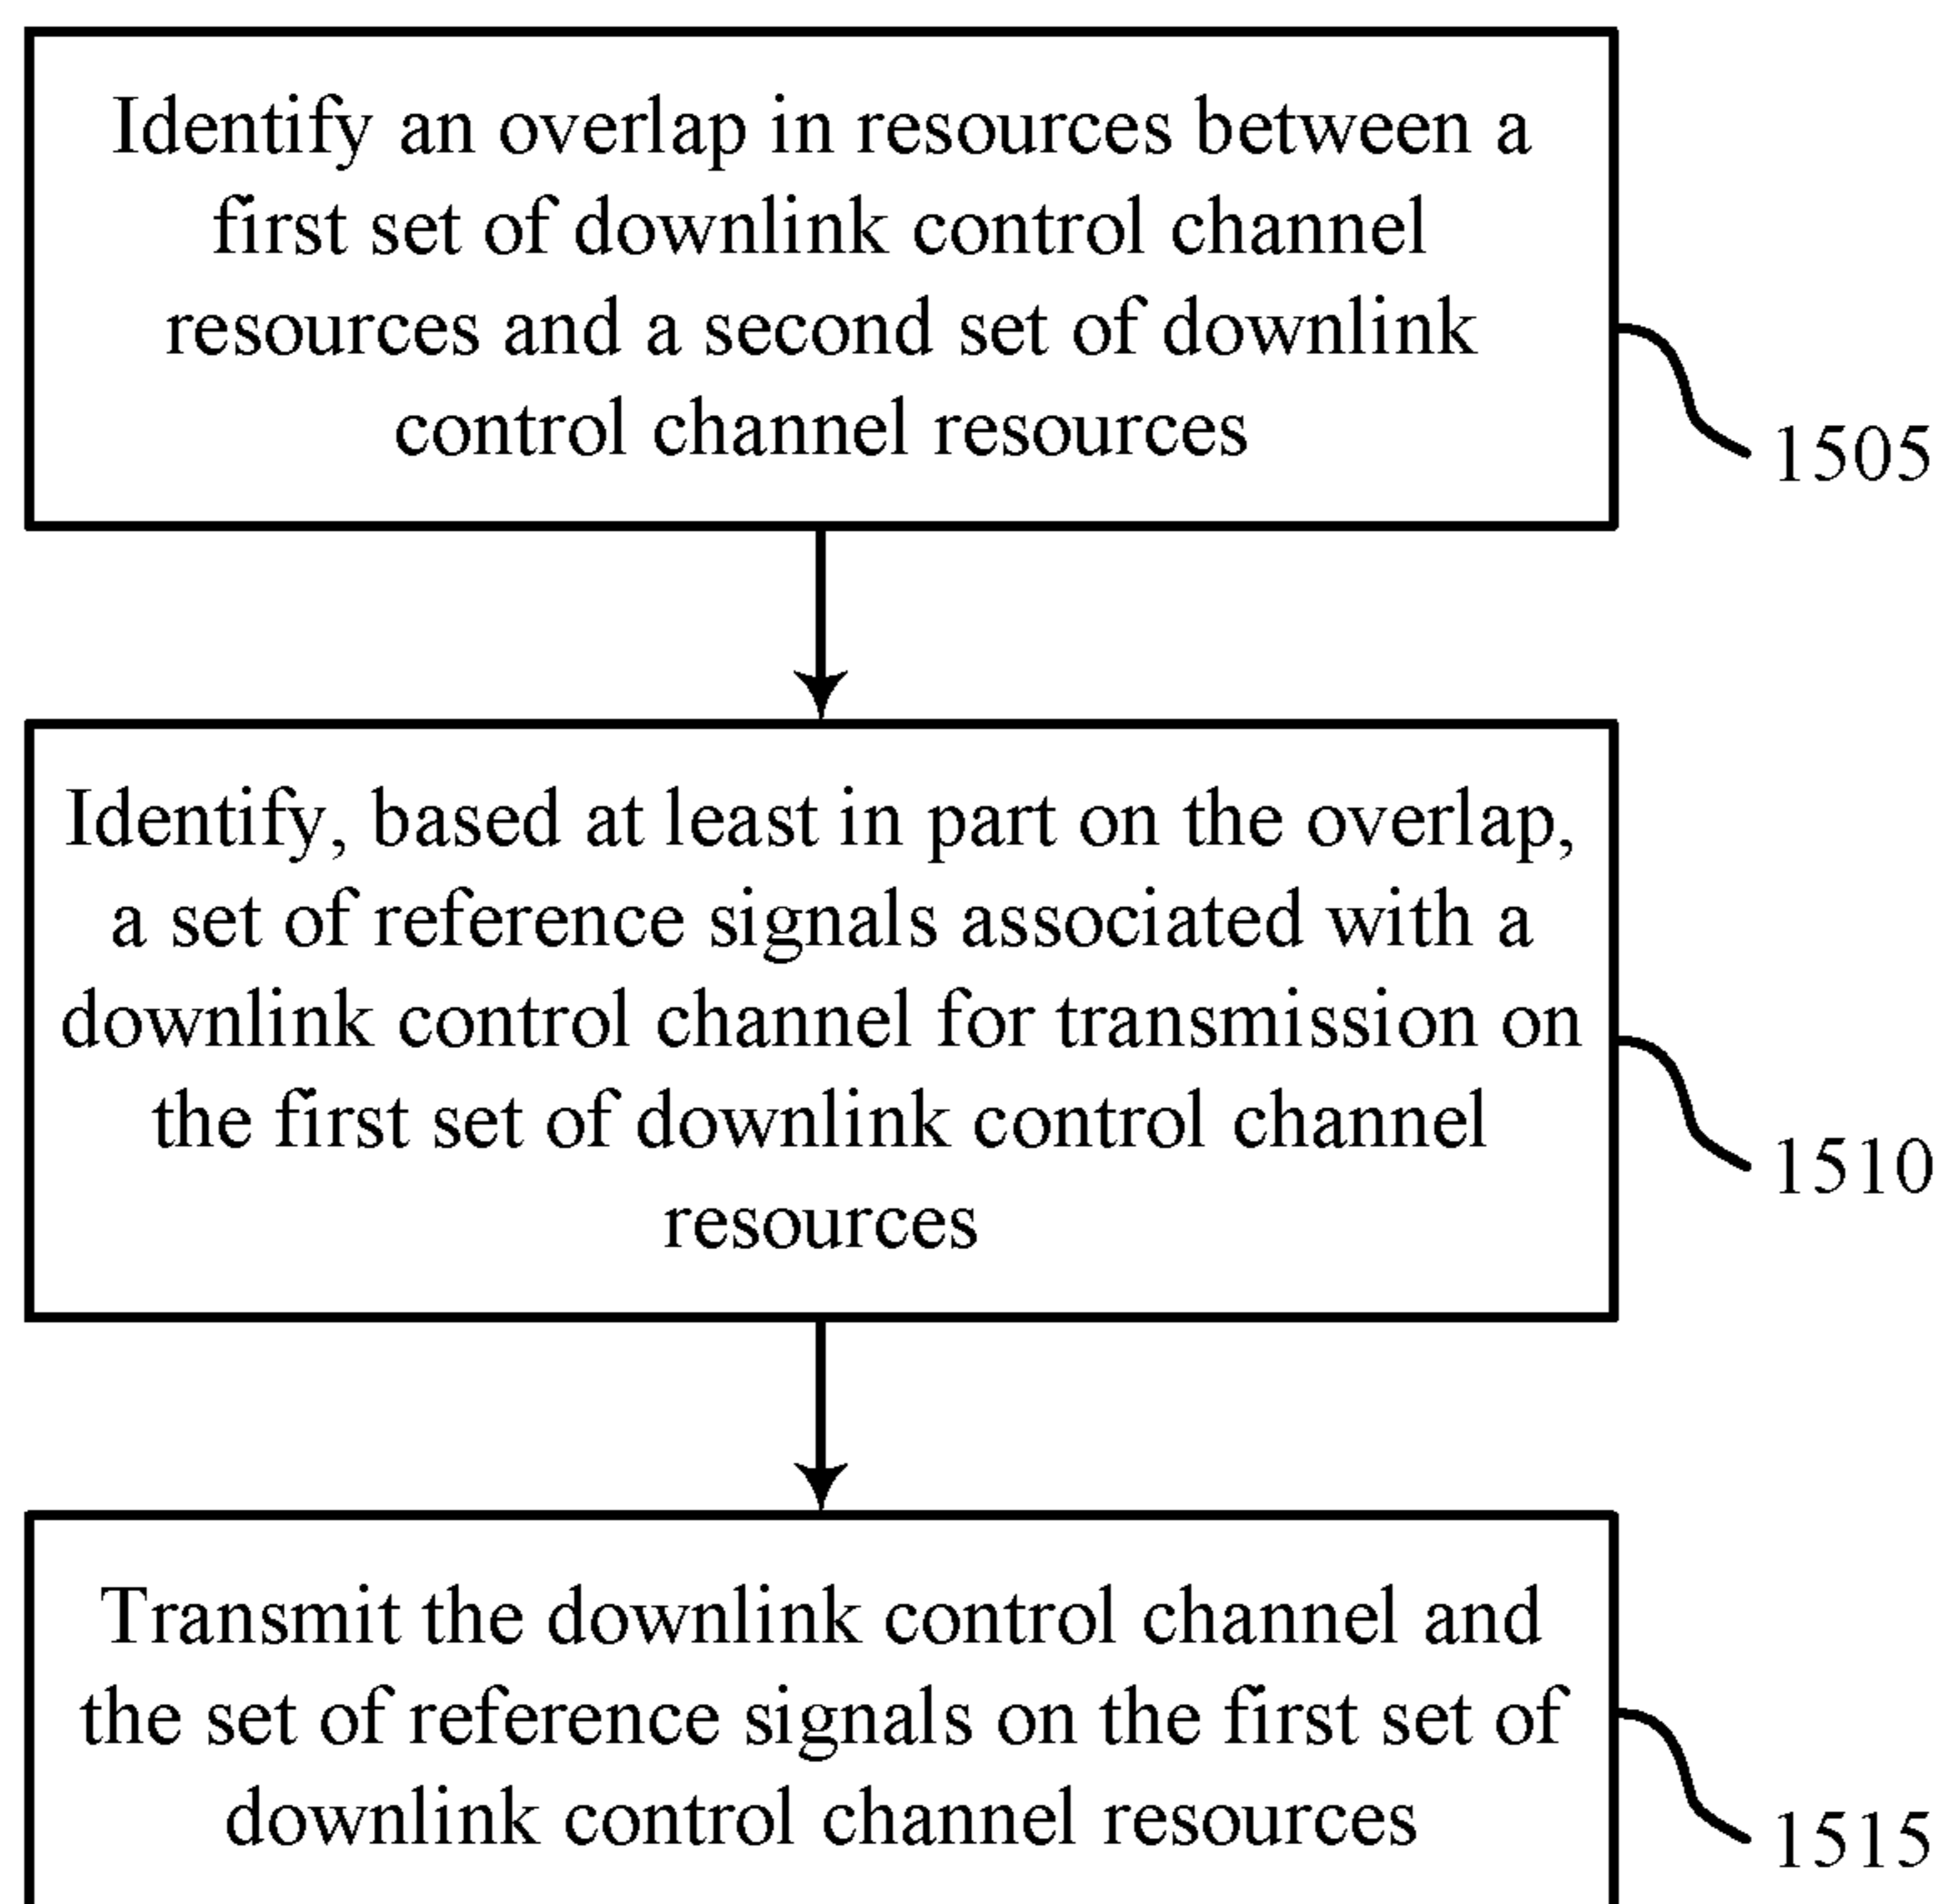 Identify an overlap in resources between a
first set of downlink control channel
resources and a second set of downlink
control channel resources
1505
Identify, based at least in part on the overlap,
a set of reference signals associated with a
downlink control channel for transmission on
the first set of downlink control channel
resources
1510
Transmit the downlink control channel and
the set of reference signals on the first set of
downlink control channel resources
1515